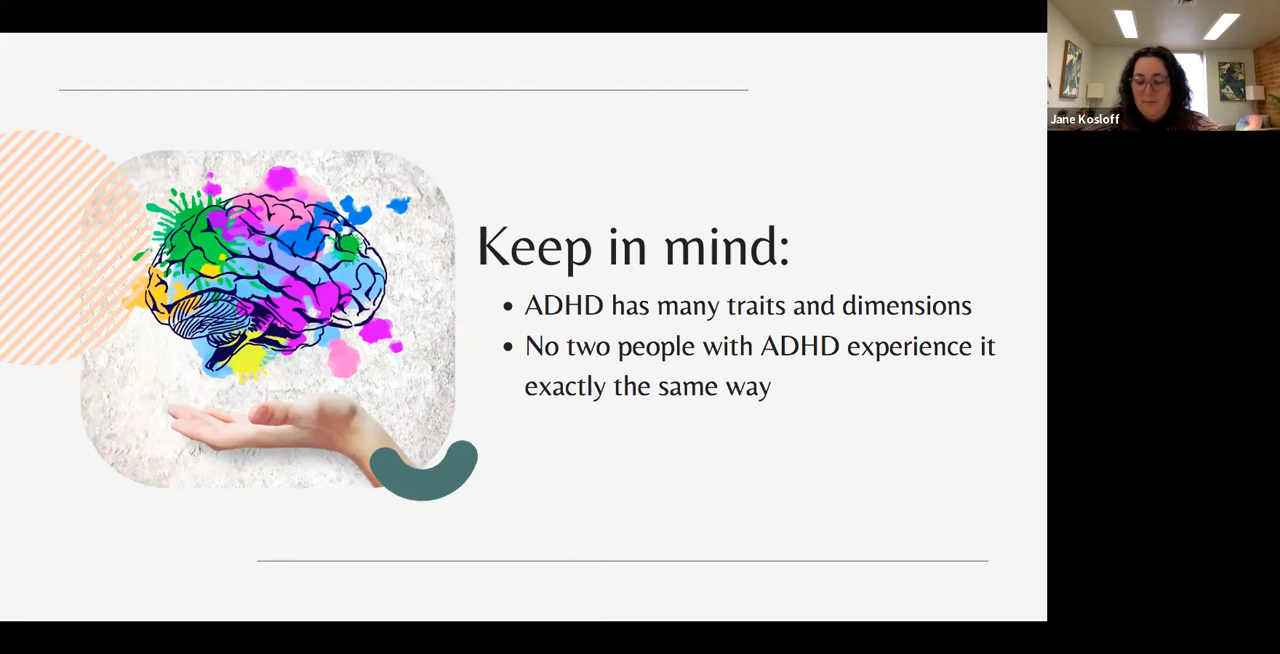 Jane Kosloff
Keep in mind:
• ADHD has many traits and dimensions
• No two people with ADHD experience it
exactly the same way